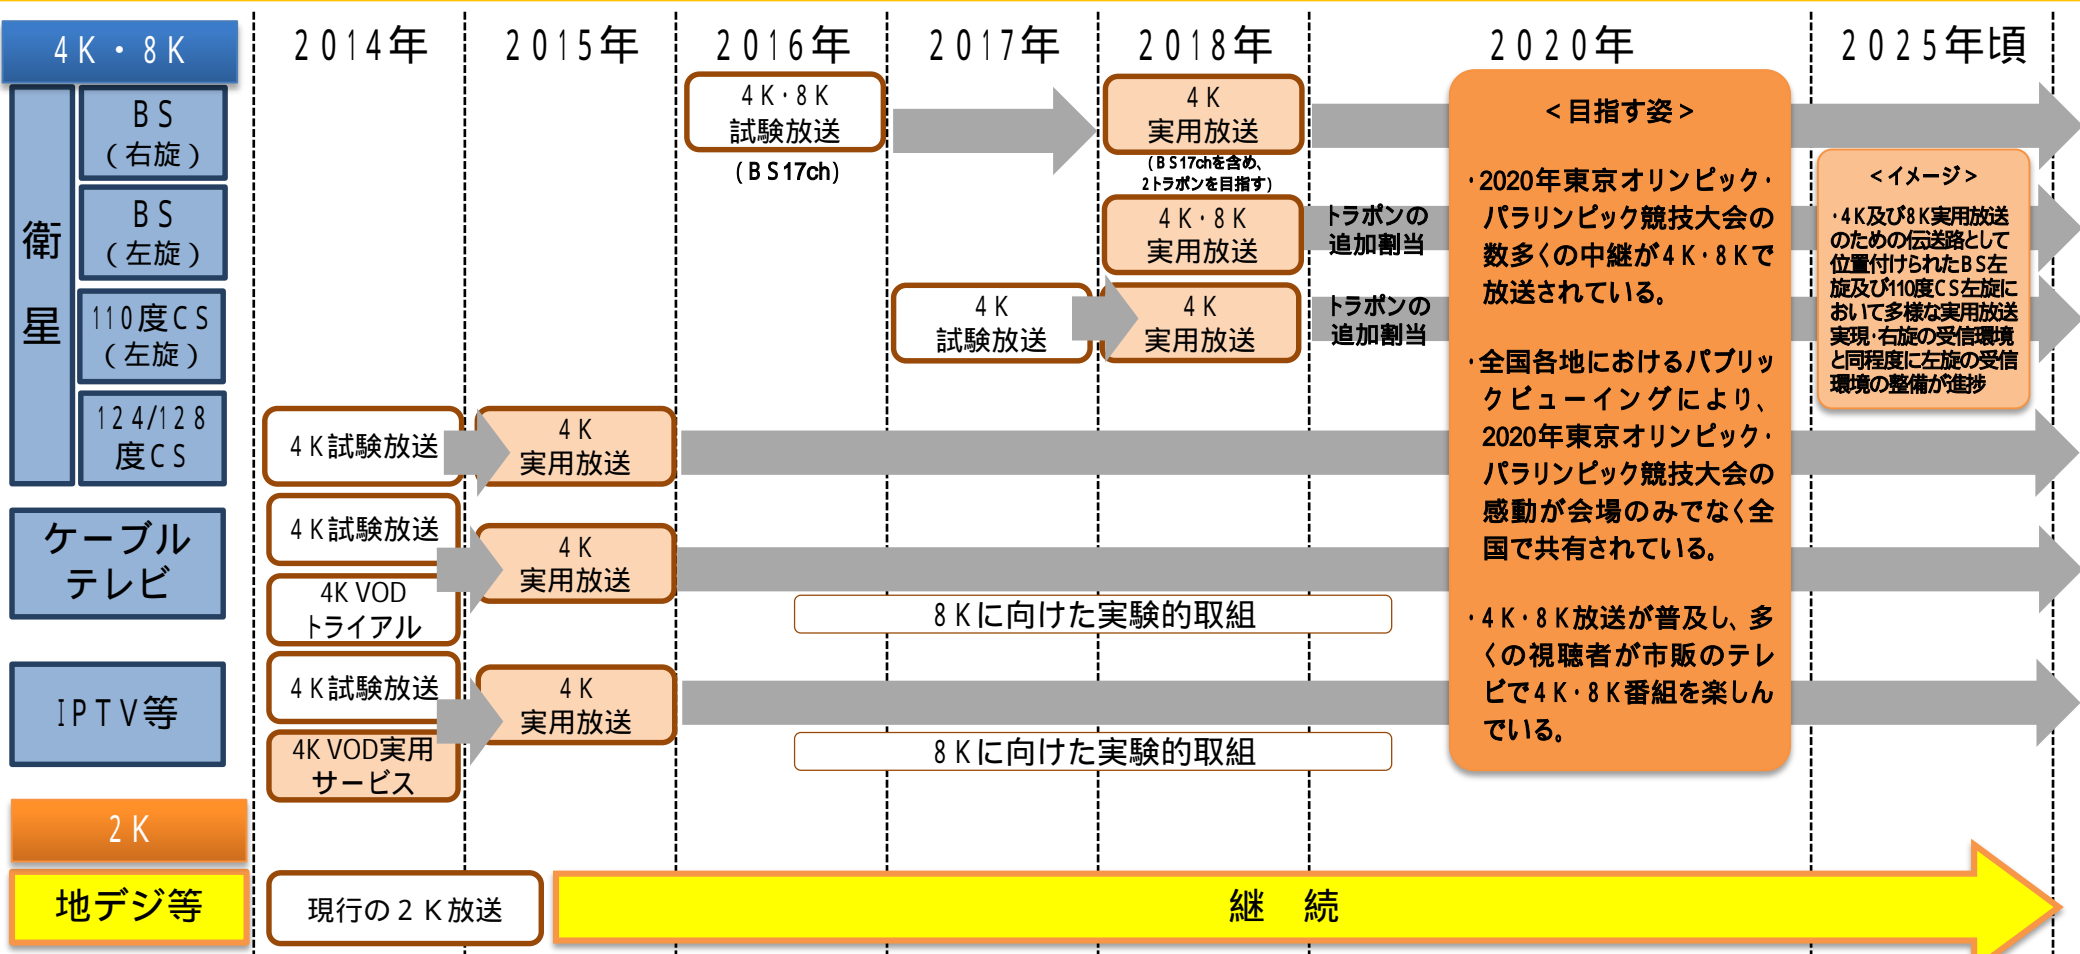 4K・8K
2014年
2015年
2016年
2017年
2018年
2020年
2025年頃
衛星
BS
(右旋)
4K・8K
試験放送
(BS17ch)
4K
実用放送
(BS17chを含め、
2トラポンを目指す)
BS
(左旋)
4K・8K
実用放送
トラポンの
追加割当
110度CS
(左旋)
4K
試験放送
4K
実用放送
トラポンの
追加割当
124/128
度CS
4K試験放送
4K
実用放送
ケーブル
テレビ
4K試験放送
4K VOD
トライアル
4K
実用放送
8Kに向けた実験的取組
IPTV等
4K試験放送
4K VOD実用
サービス
4K
実用放送
8Kに向けた実験的取組
<目指す姿>
・2020年東京オリンピック・
パラリンピック競技大会の
数多くの中継が4K・8Kで
放送されている。
・全国各地におけるパブリッ
クビューイングにより、
2020年東京オリンピック・
パラリンピック競技大会の
感動が会場のみでなく全
国で共有されている。
・4K・8K放送が普及し、多
くの視聴者が市販のテレ
ビで4K・8K番組を楽しん
でいる。
<イメージ>
・4K及び8K実用放送
のための伝送路として
位置付けられたBS左
旋及び110度CS左旋に
おいて多様な実用放送
実現・右旋の受信環境
と同程度に左旋の受信
環境の整備が進捗
2K
地デジ等
現行の2K放送
継 続